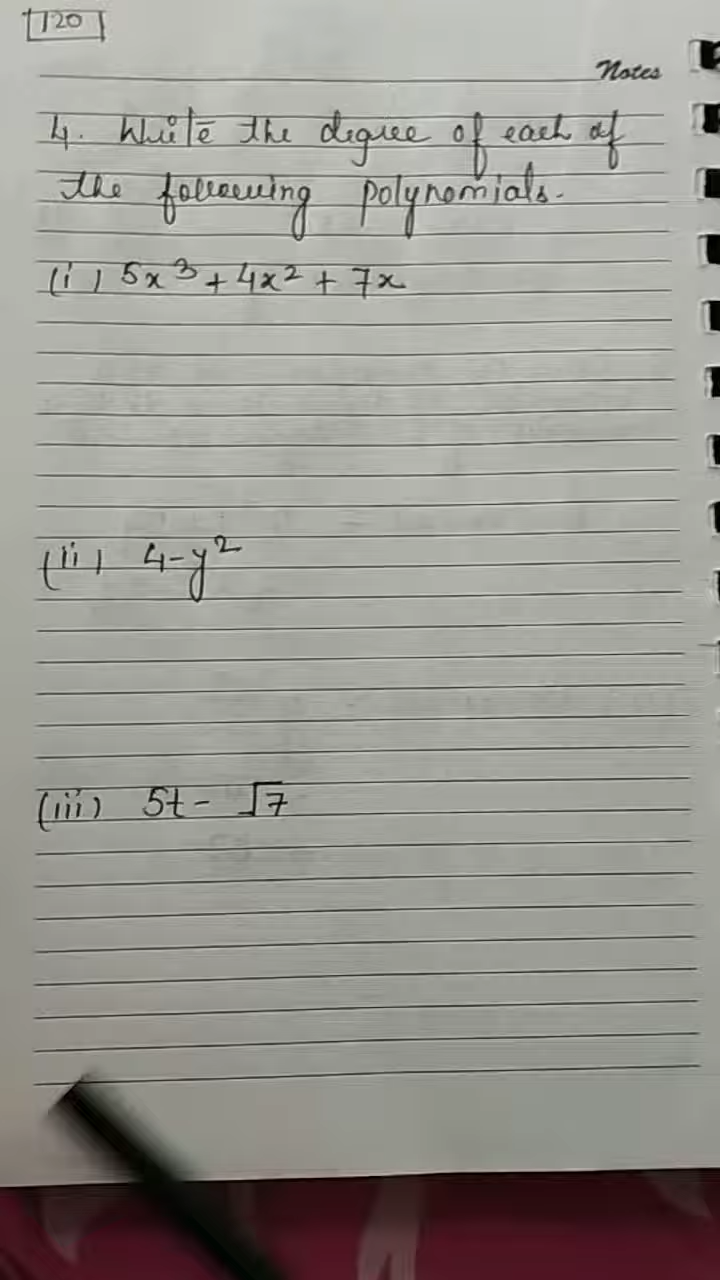 120
Notes
4. Write the degree of each of
the following polynomials.
(i) 5x³ + 4x² + 7x
(ii) 4 - y²
(iii) 5t - √7